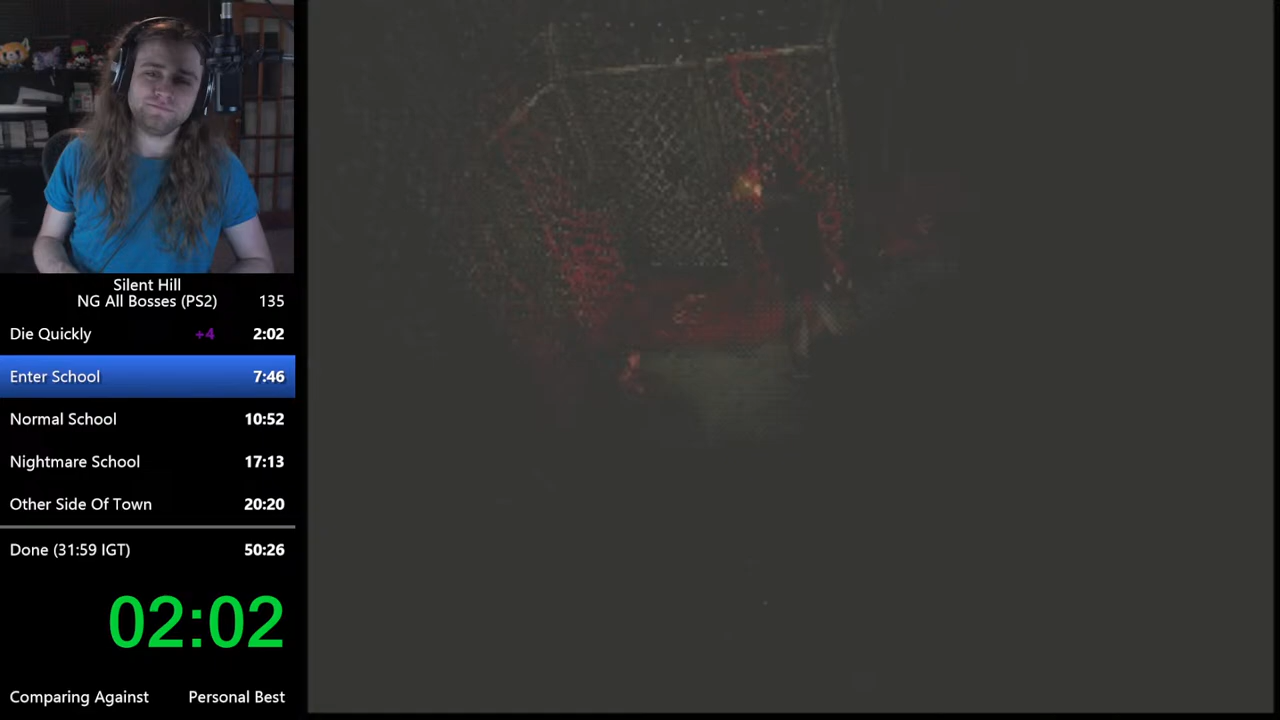 Silent Hill
NG All Bosses (PS2) 135
Die Quickly +4 2:02
Enter School 7:46
Normal School 10:52
Nightmare School 17:13
Other Side Of Town 20:20
Done (31:59 IGT) 50:26
02:02
Comparing Against Personal Best